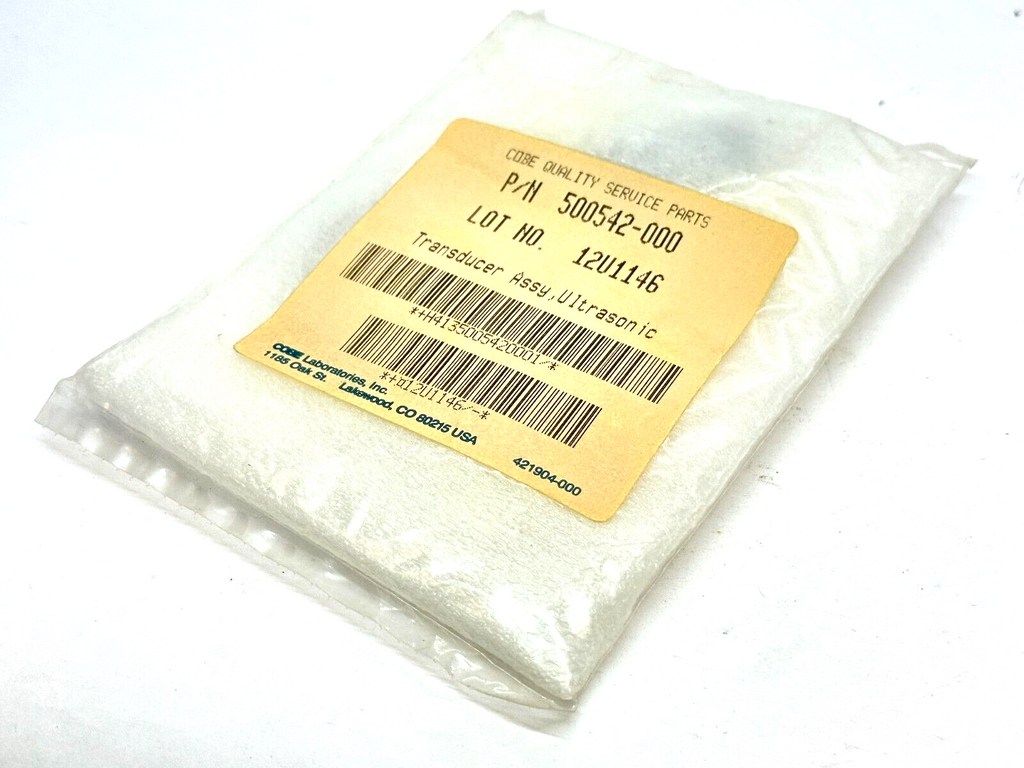 COBE QUALITY SERVICE PARTS
P/N 500542-000
LOT NO. 12U1146
Transducer Assy,Ultrasonic
*+H4135005420001/*
*+¤12U1146/-*
COBE Laboratories, Inc.
1185 Oak St. Lakewood, CO 80215 USA
421904-000